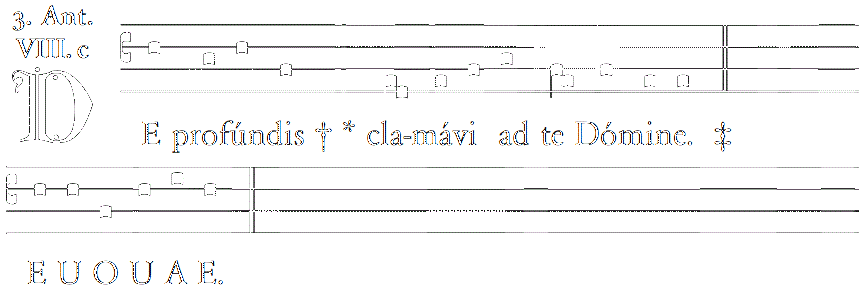 3. Ant.
VIII. c
DE profúndis † * cla-mávi ad te Dómine. ‡
E U O U A E.